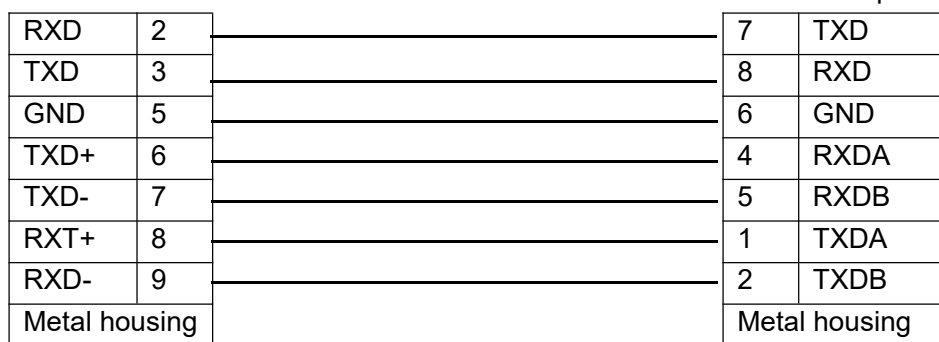 RXD 2 7 TXD
TXD 3 8 RXD
GND 5 6 GND
TXD+ 6 4 RXDA
TXD- 7 5 RXDB
RXT+ 8 1 TXDA
RXD- 9 2 TXDB
Metal housing Metal housing